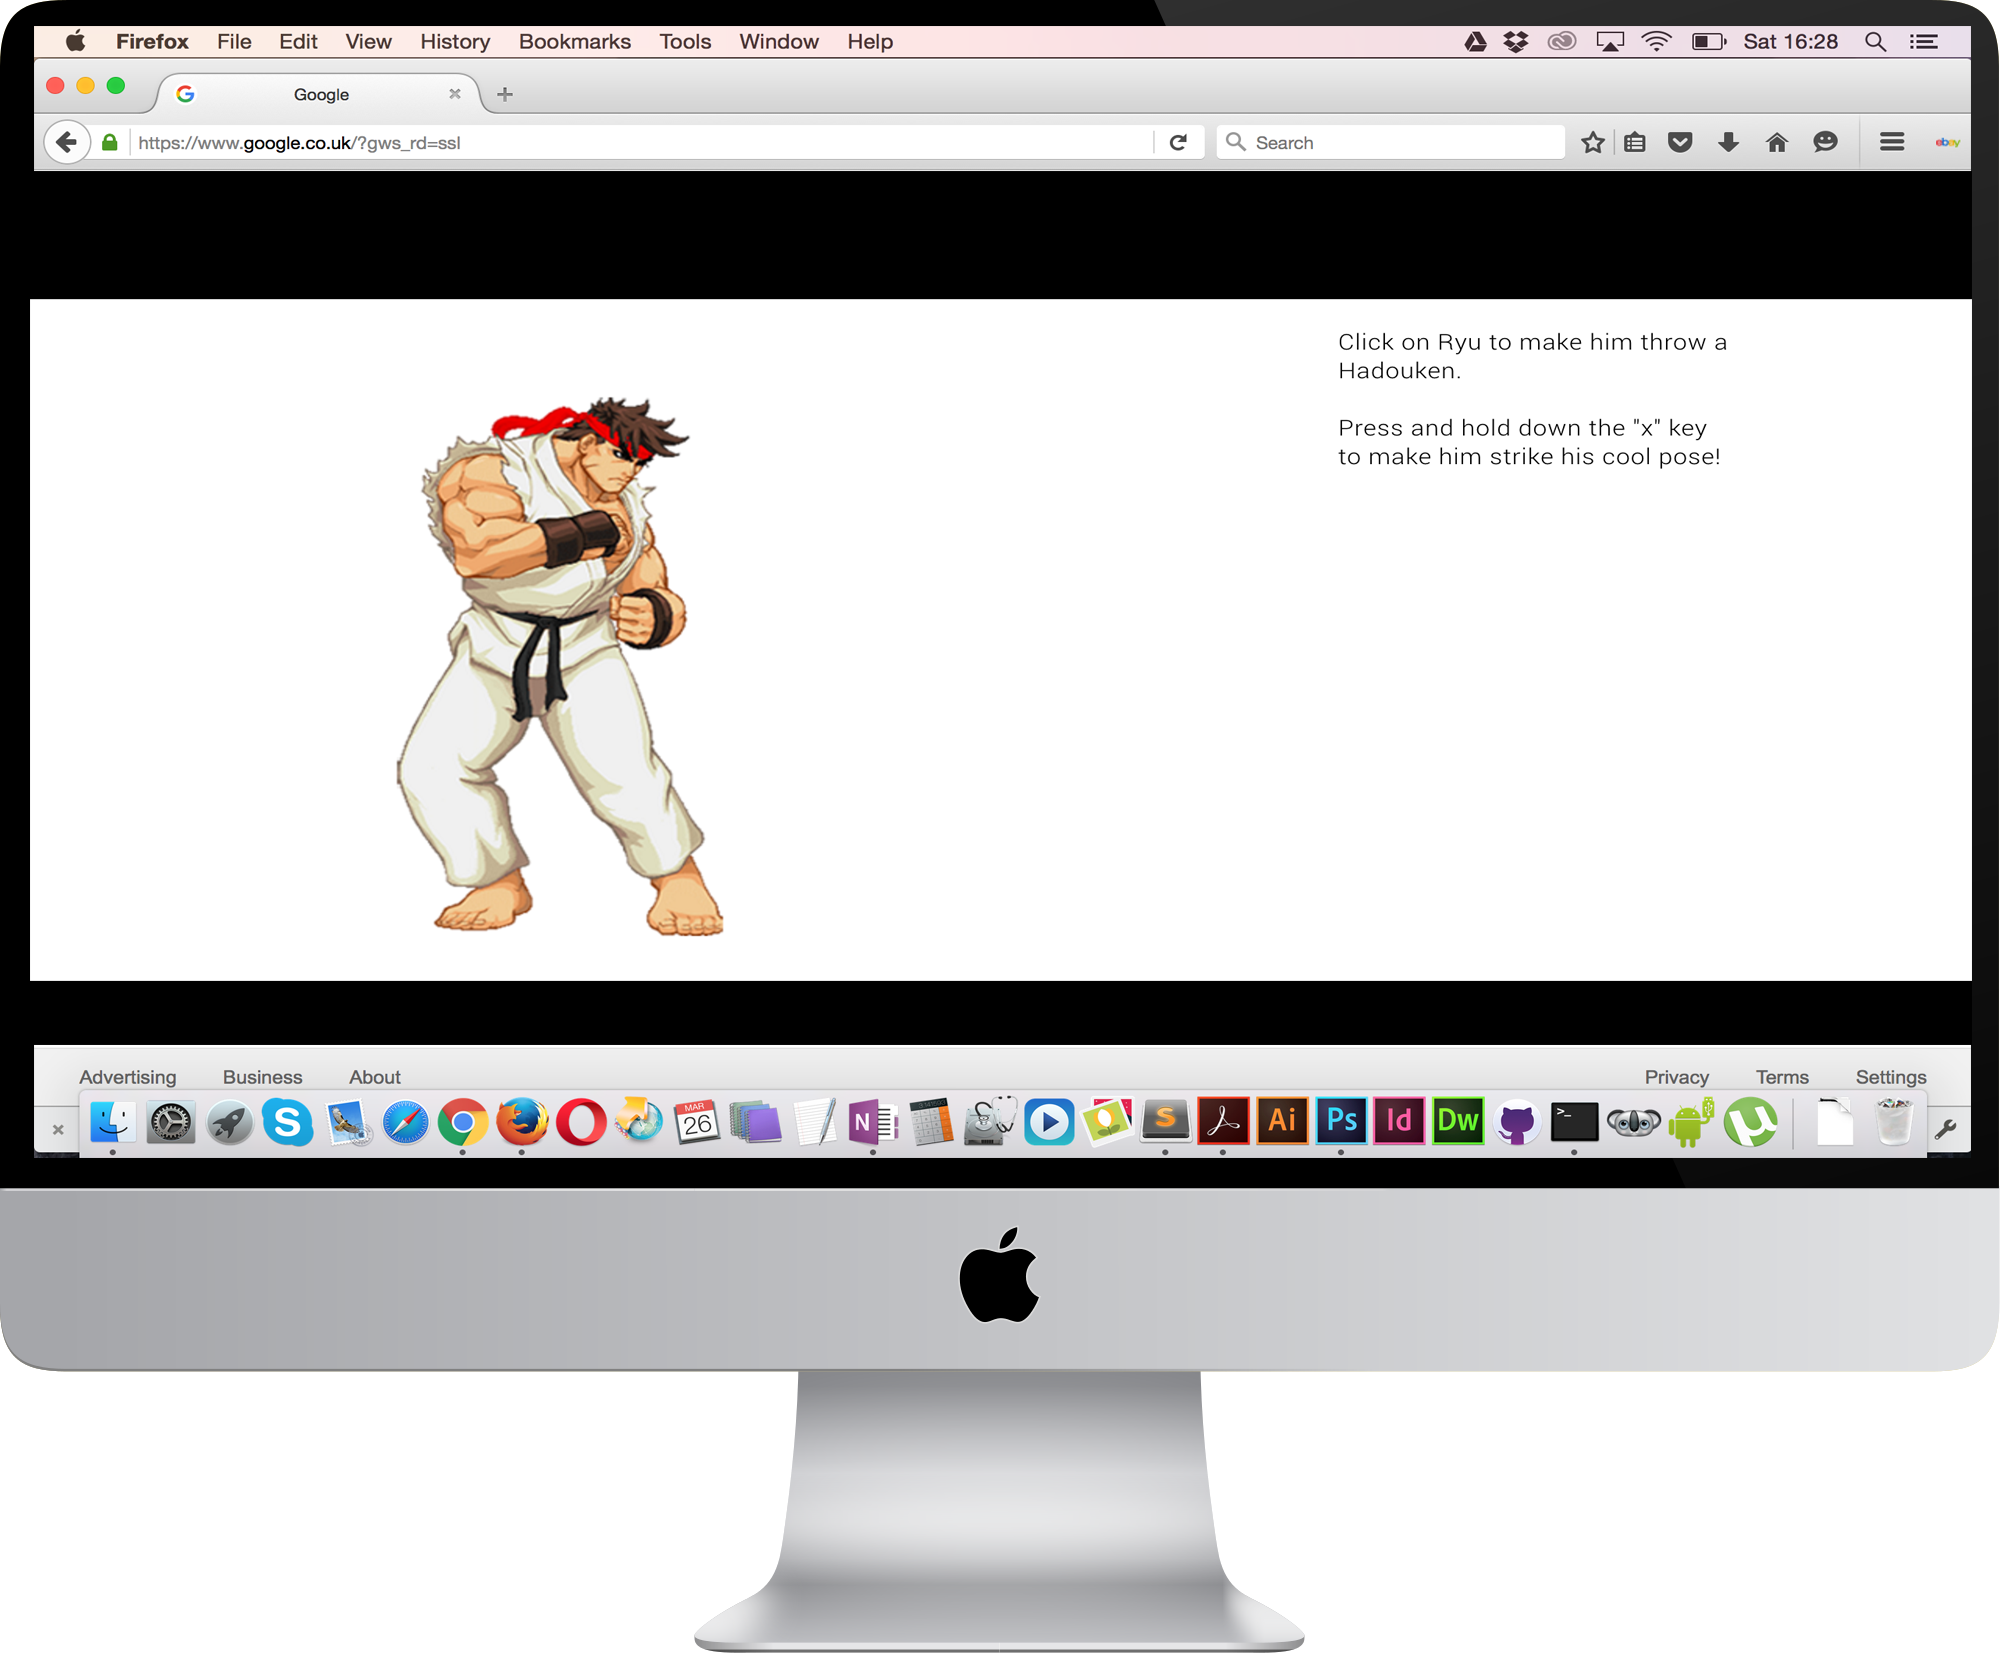 Firefox File Edit View History Bookmarks Tools Window Help Sat 16:28
Google
https://www.google.co.uk/?gws_rd=ssl Search ebay
Click on Ryu to make him throw a
Hadouken.
Press and hold down the "x" key
to make him strike his cool pose!
Advertising Business About Privacy Terms Settings
S MAR 26 N S Ai Ps Id Dw >_ µ